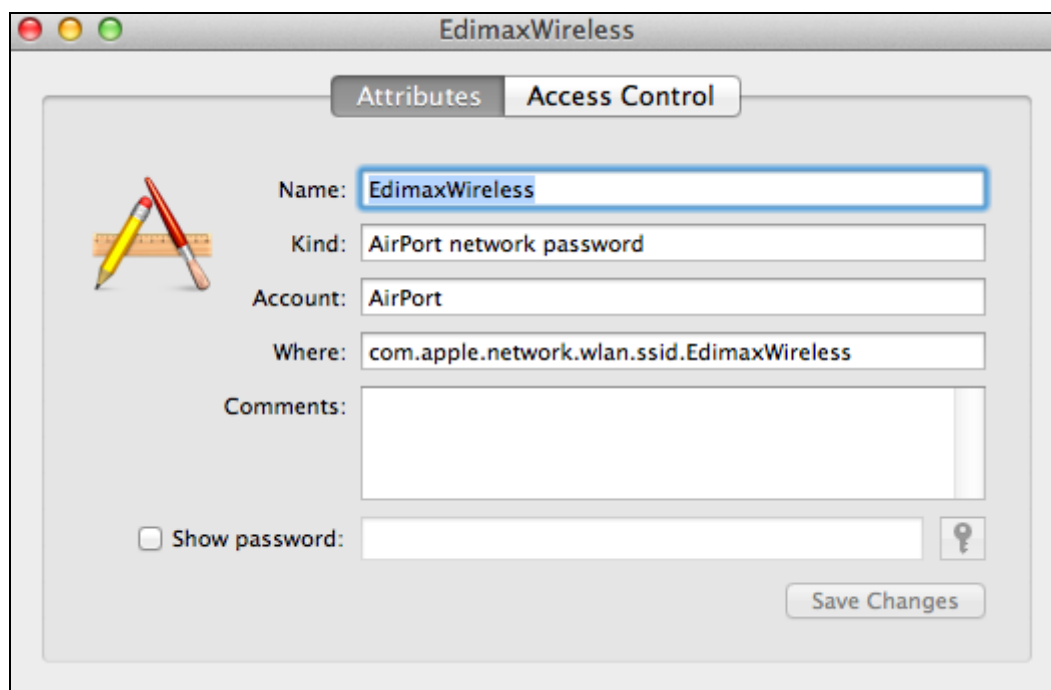 EdimaxWireless
Attributes Access Control
Name: EdimaxWireless
Kind: AirPort network password
Account: AirPort
Where: com.apple.network.wlan.ssid.EdimaxWireless
Comments:
Show password:
Save Changes